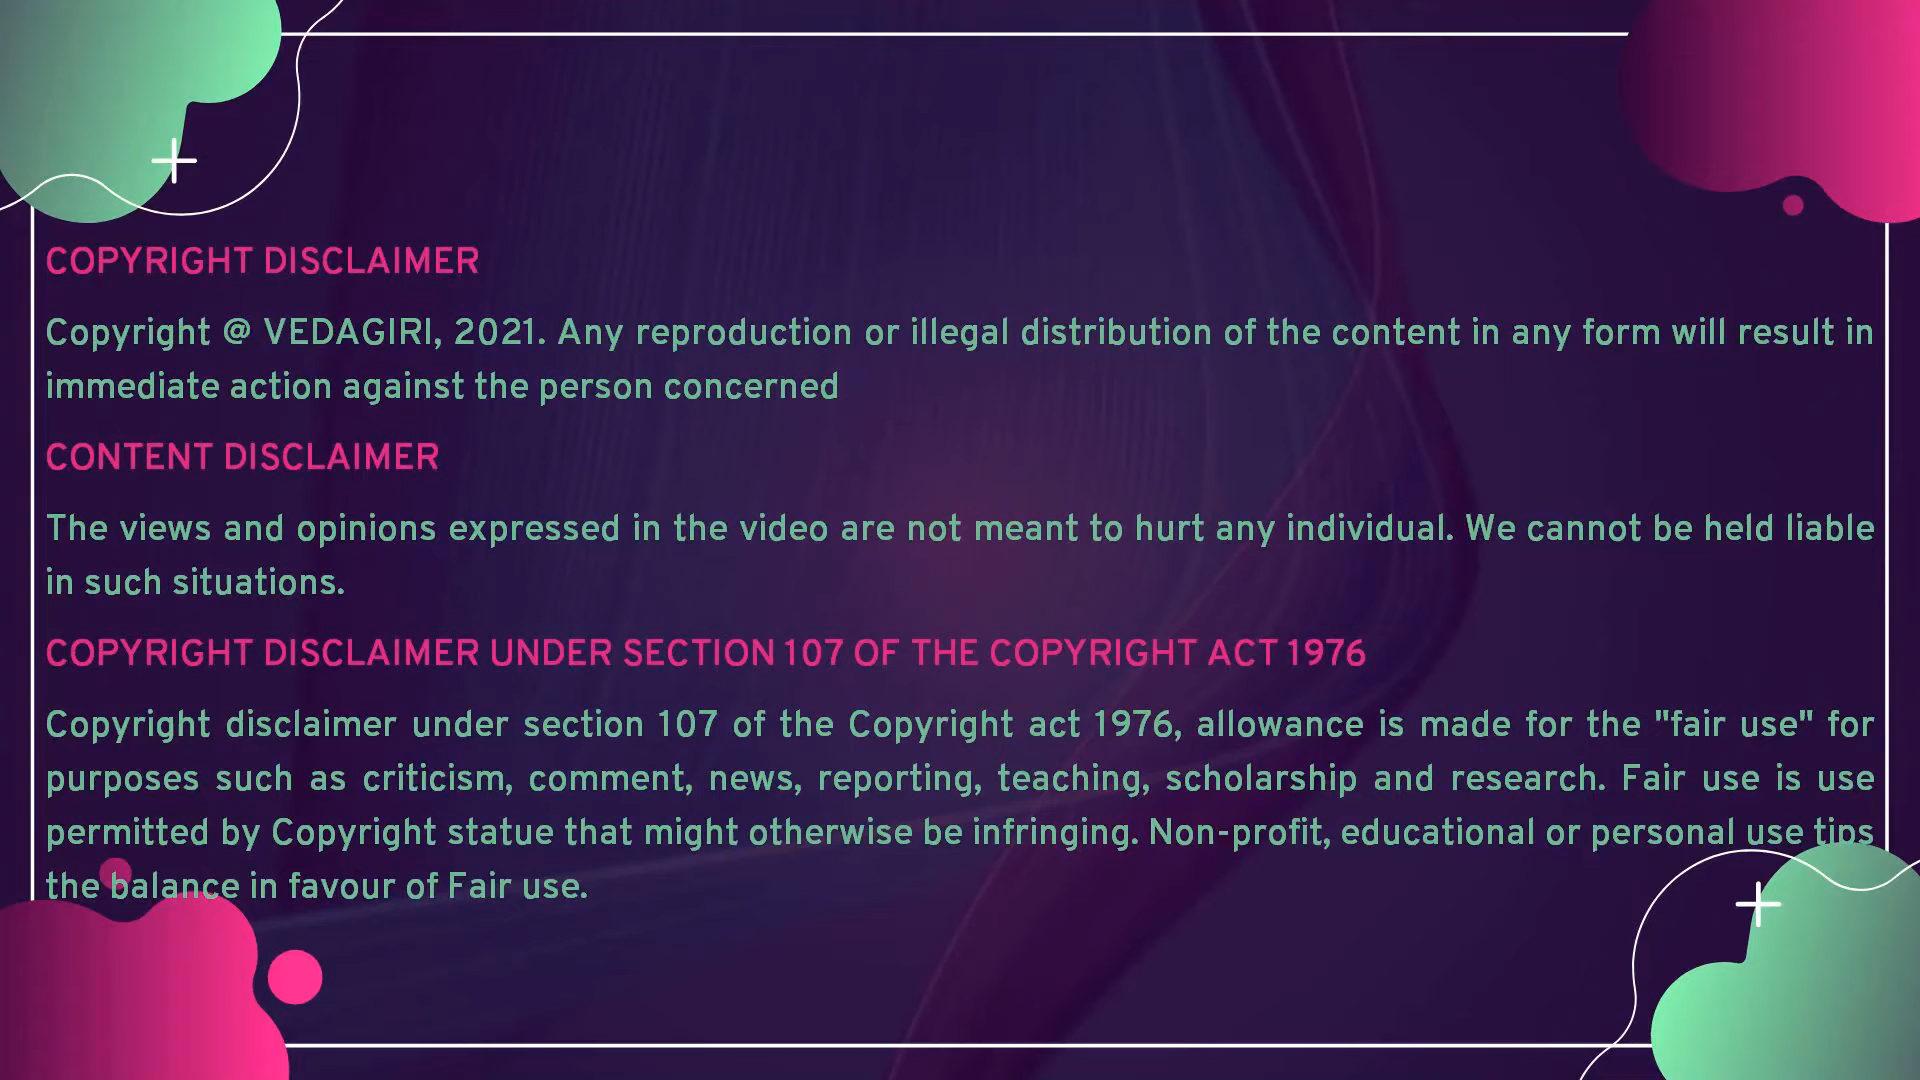 COPYRIGHT DISCLAIMER
Copyright @ VEDAGIRI, 2021. Any reproduction or illegal distribution of the content in any form will result in
immediate action against the person concerned
CONTENT DISCLAIMER
The views and opinions expressed in the video are not meant to hurt any individual. We cannot be held liable
in such situations.
COPYRIGHT DISCLAIMER UNDER SECTION 107 OF THE COPYRIGHT ACT 1976
Copyright disclaimer under section 107 of the Copyright act 1976, allowance is made for the "fair use" for
purposes such as criticism, comment, news, reporting, teaching, scholarship and research. Fair use is use
permitted by Copyright statue that might otherwise be infringing. Non-profit, educational or personal use tips
the balance in favour of Fair use.